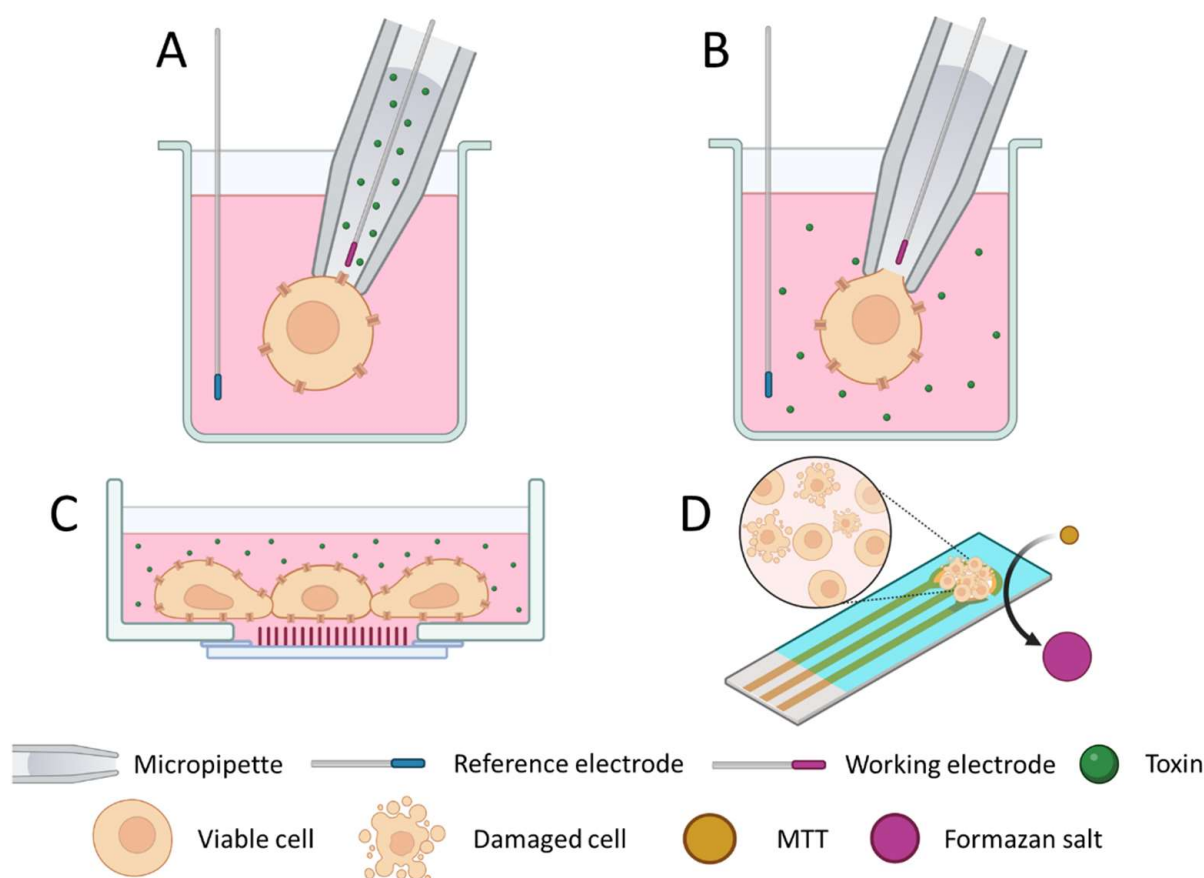 A
B
C
D
Micropipette
Reference electrode
Working electrode
Toxin
Viable cell
Damaged cell
MTT
Formazan salt